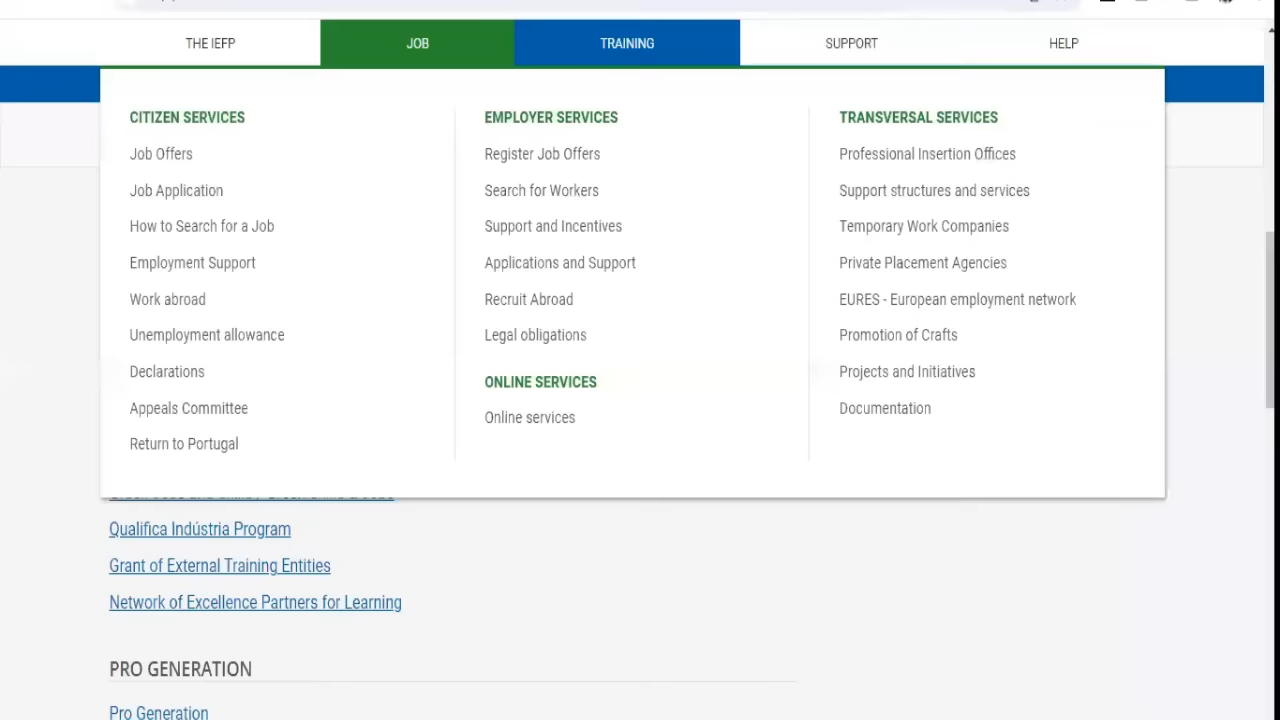 THE IEFP
JOB
TRAINING
SUPPORT
HELP
CITIZEN SERVICES
Job Offers
Job Application
How to Search for a Job
Employment Support
Work abroad
Unemployment allowance
Declarations
Appeals Committee
Return to Portugal
EMPLOYER SERVICES
Register Job Offers
Search for Workers
Support and Incentives
Applications and Support
Recruit Abroad
Legal obligations
ONLINE SERVICES
Online services
TRANSVERSAL SERVICES
Professional Insertion Offices
Support structures and services
Temporary Work Companies
Private Placement Agencies
EURES - European employment network
Promotion of Crafts
Projects and Initiatives
Documentation
Qualifica Indústria Program
Grant of External Training Entities
Network of Excellence Partners for Learning
PRO GENERATION
Pro Generation